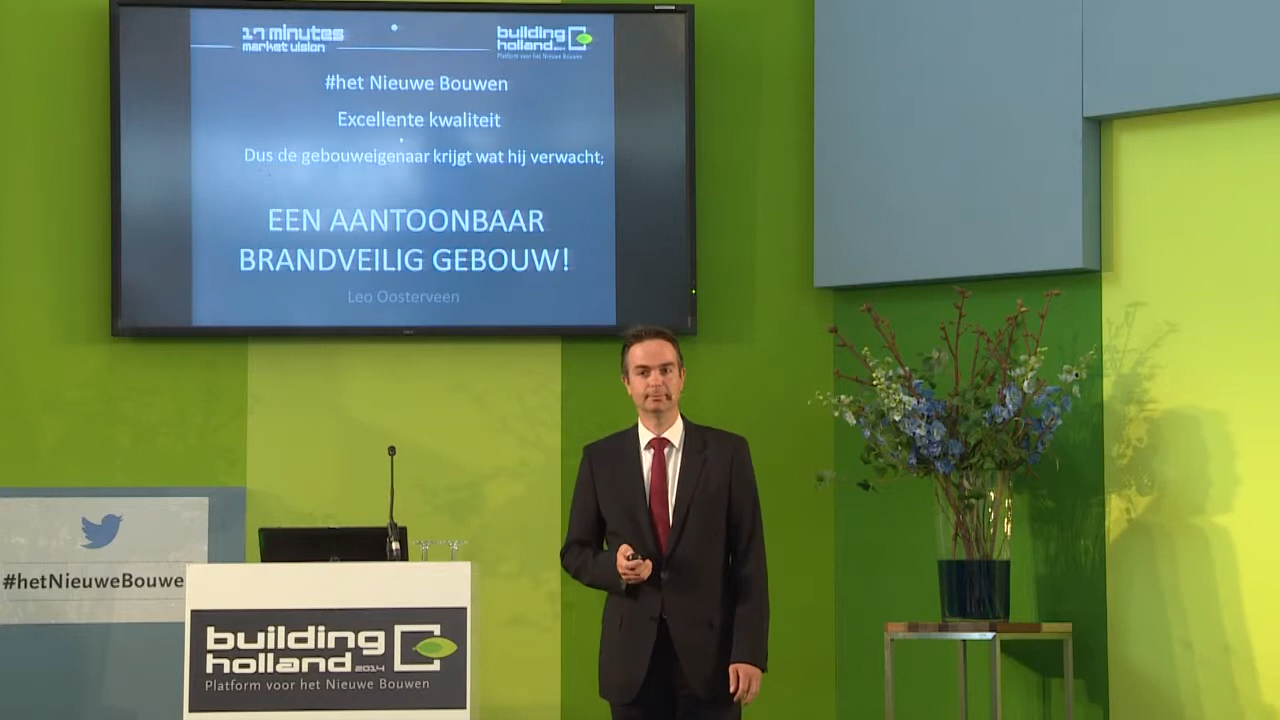 17 minutes
market vision
building
holland 2014
Platform voor het Nieuwe Bouwen
#het Nieuwe Bouwen
Excellente kwaliteit
Dus de gebouweigenaar krijgt wat hij verwacht;
EEN AANTOONBAAR
BRANDVEILIG GEBOUW!
Leo Oosterveen
#hetNieuweBouwe
building
holland 2014
Platform voor het Nieuwe Bouwen